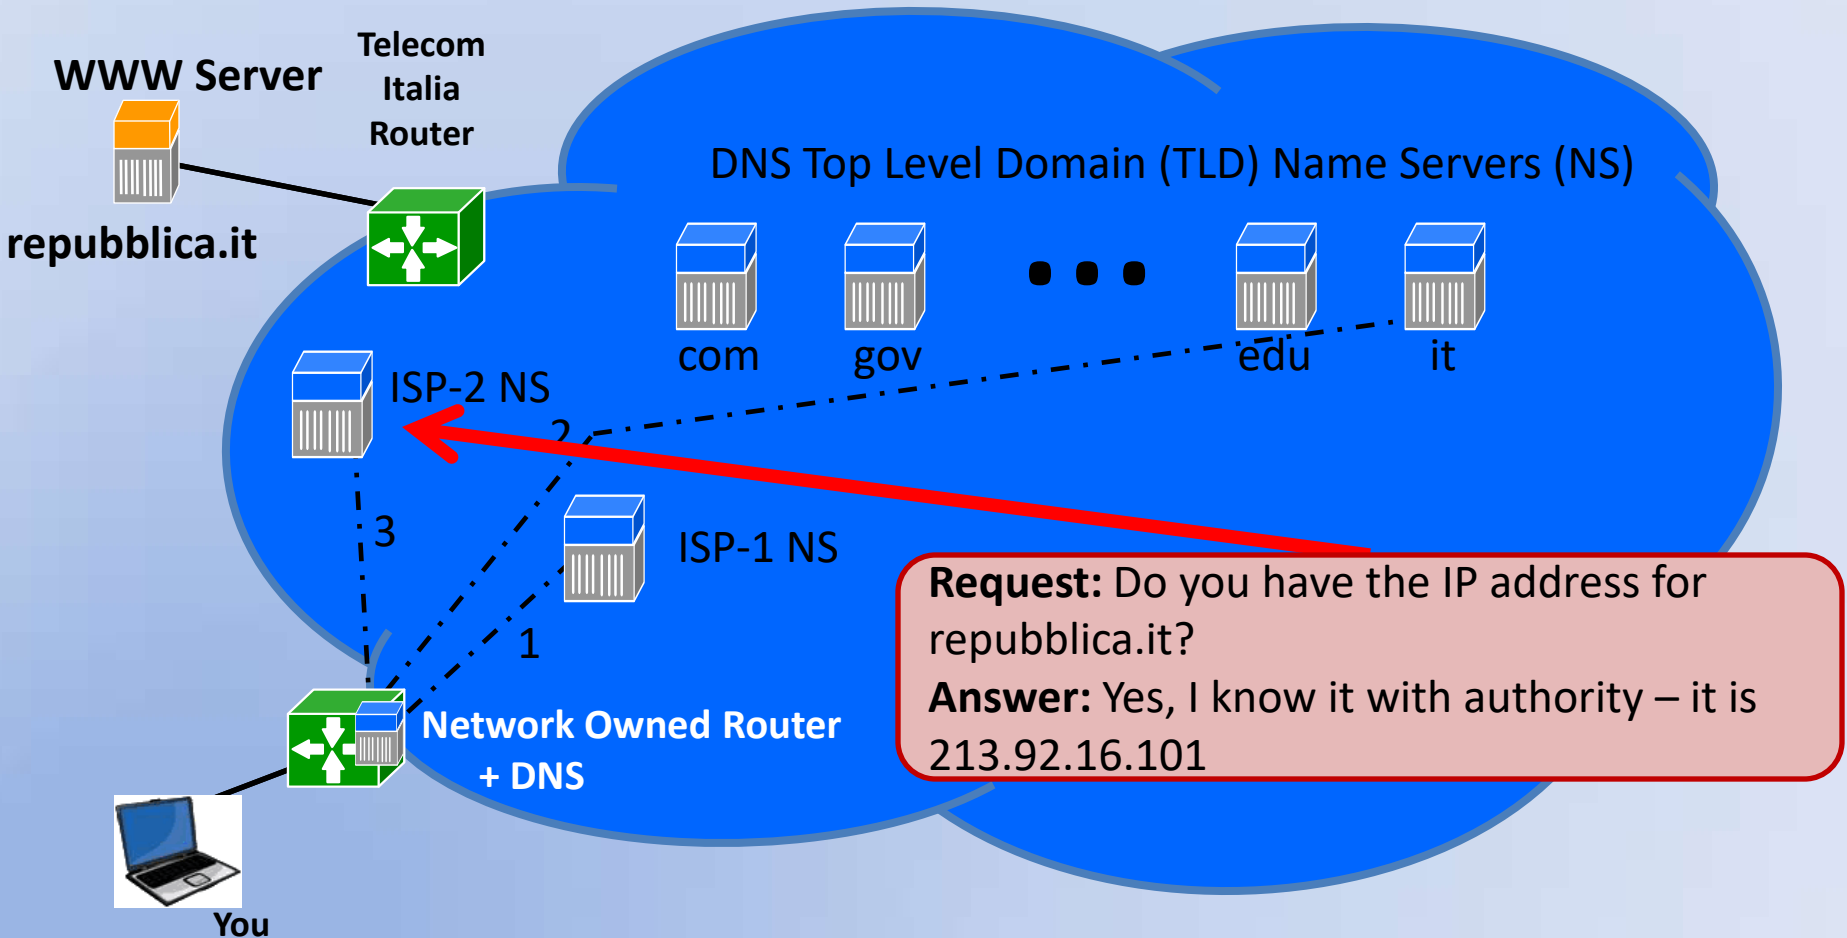 WWW Server
Telecom
Italia
Router
repubblica.it
DNS Top Level Domain (TLD) Name Servers (NS)
com
gov
edu
it
ISP-2 NS
2
3
ISP-1 NS
1
Request: Do you have the IP address for
repubblica.it?
Answer: Yes, I know it with authority – it is
213.92.16.101
Network Owned Router
+ DNS
You